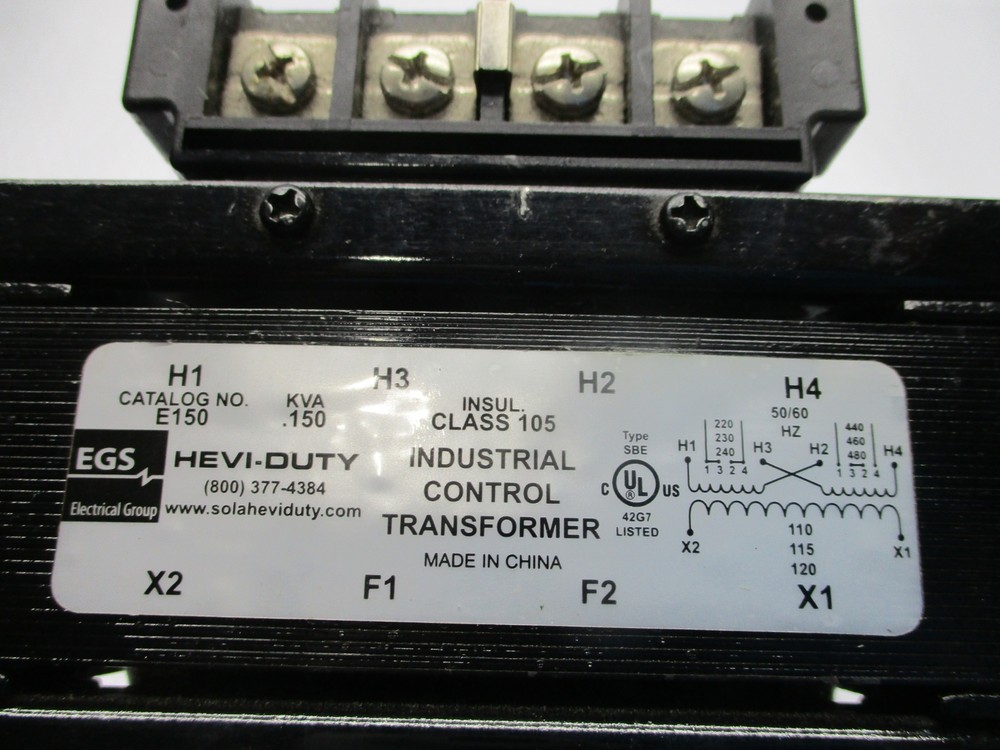 H1 H3 H2 H4
CATALOG NO. KVA INSUL.
E150 .150 CLASS 105
EGS
Electrical Group
HEVI-DUTY
(800) 377-4384
www.solaheviduty.com
INDUSTRIAL
CONTROL
TRANSFORMER
MADE IN CHINA
Type
SBE
C UL US
42G7
LISTED
50/60
HZ
220 440
230 460
240 480
H1 H3 H2 H4
1 3 2 4 1 3 2 4
X2 X1
110
115
120
X2 F1 F2 X1